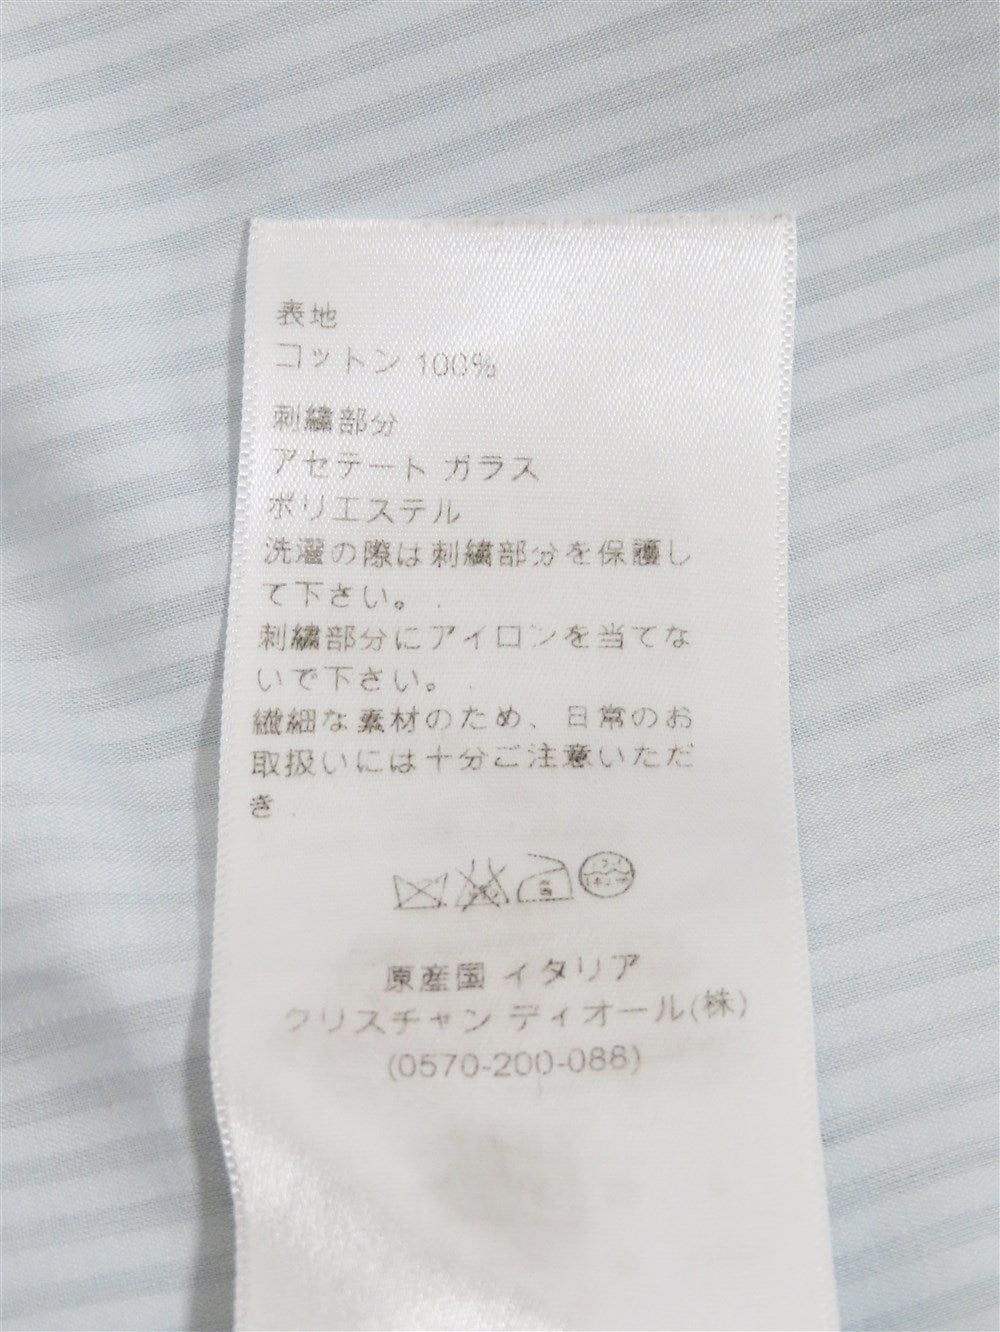 表地
コットン 100%
刺繍部分
アセテート ガラス
ポリエステル
洗濯の際は刺繍部分を保護し
て下さい。
刺繍部分にアイロンを当てな
いで下さい。
繊細な素材のため、日常のお
取扱いには十分ご注意いただ
き
原産国 イタリア
クリスチャン ディオール(株)
(0570-200-088)